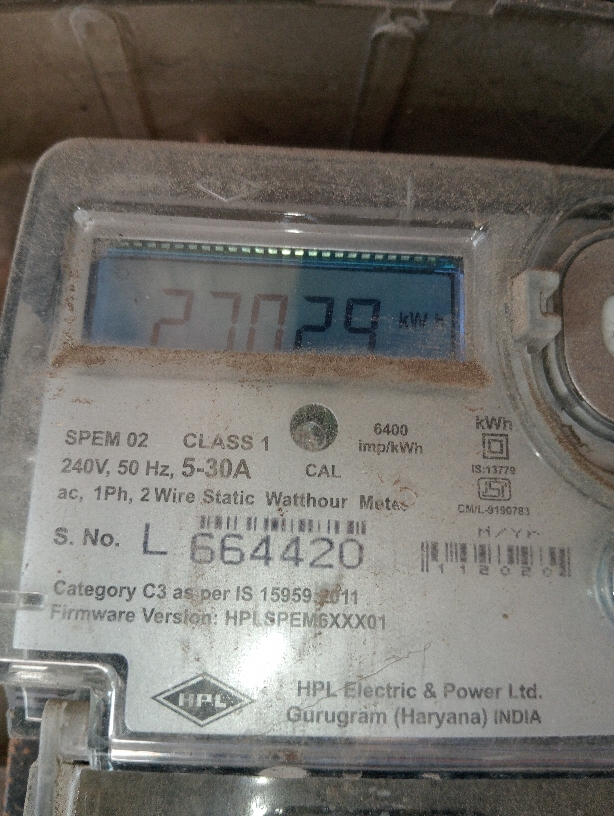 27029 kWh
SPEM 02 CLASS 1
6400
imp/kWh
kWh
240V, 50 Hz, 5-30A
CAL
IS:13779
ISI
ac, 1Ph, 2 Wire Static Watthour Meter
CM/L-9190783
M/Yr
S. No. L 664420
1120202
Category C3 as per IS 15959:2011
Firmware Version: HPLSPEM6XXX01
HPL
HPL Electric & Power Ltd.
Gurugram (Haryana) INDIA